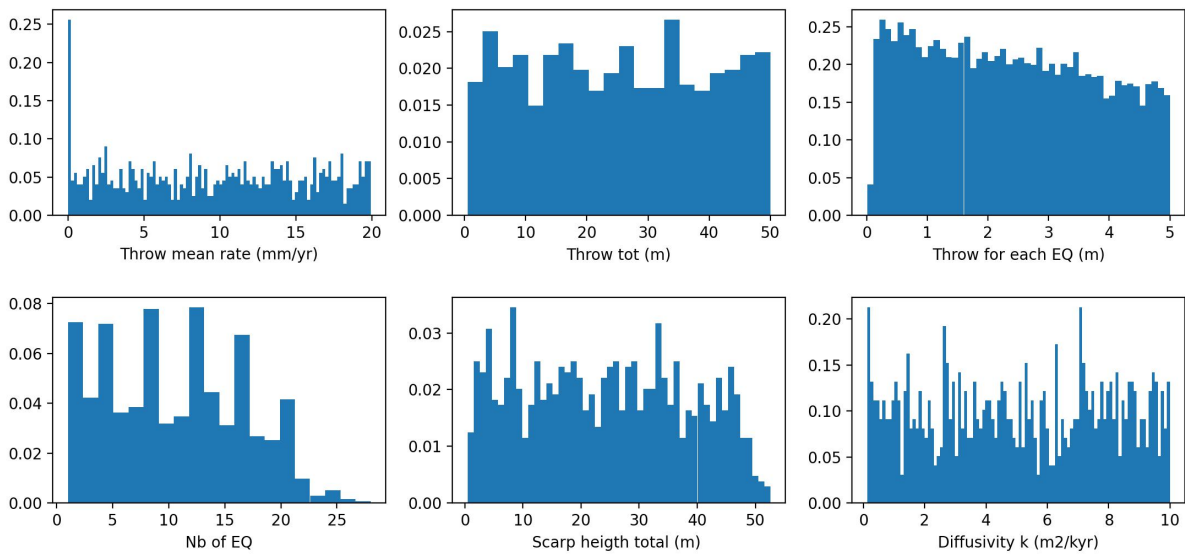 0.25
0.20
0.15
0.10
0.05
0.00
0 5 10 15 20
Throw mean rate (mm/yr)
0.025
0.020
0.015
0.010
0.005
0.000
0 10 20 30 40 50
Throw tot (m)
0.25
0.20
0.15
0.10
0.05
0.00
0 1 2 3 4 5
Throw for each EQ (m)
0.08
0.06
0.04
0.02
0.00
0 5 10 15 20 25
Nb of EQ
0.03
0.02
0.01
0.00
0 10 20 30 40 50
Scarp heigth total (m)
0.20
0.15
0.10
0.05
0.00
0 2 4 6 8 10
Diffusivity k (m2/kyr)